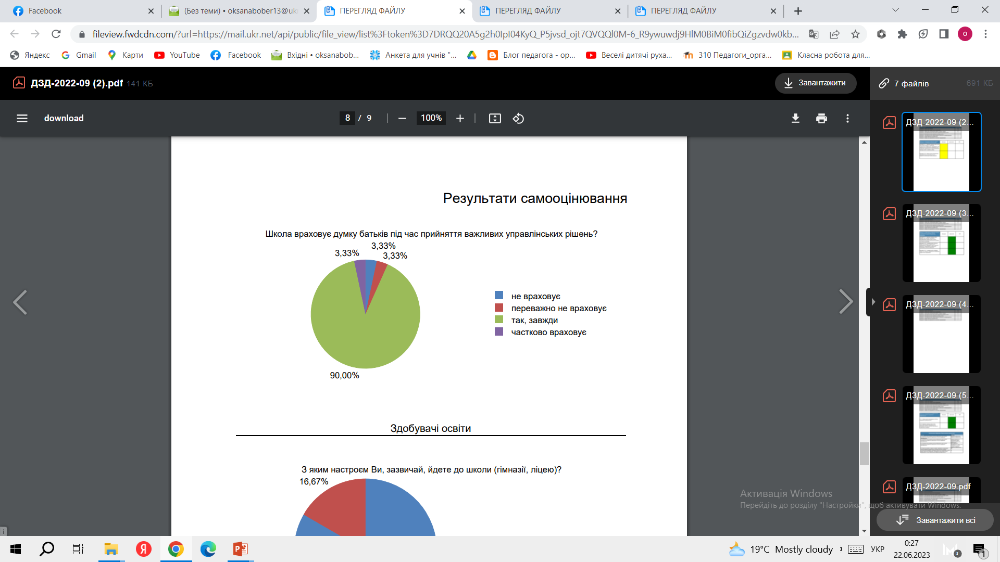 Facebook
(Без теми) • oksanabober13@uk
ПЕРЕГЛЯД ФАЙЛУ
ПЕРЕГЛЯД ФАЙЛУ
ПЕРЕГЛЯД ФАЙЛУ
fileview.fwdcdn.com/?url=https://mail.ukr.net/api/public/file_view/list%3Ftoken%3D7DRQQ20A5g2h0IpI04KyQ_P5jvsd_ojt7QVQQl0M-6_R9ywuwdj9HlM0BiM0fibQiZgzvdw0kb...
o
Яндекс
Gmail
Карти
YouTube
Facebook
Вхідні • oksanabob...
Анкета для учнів "...
Блог педагога - ор...
Веселі дитячі руха...
310 Педагоги_орга...
Класна робота для...
ДЗД-2022-09 (2).pdf 141 КБ
Завантажити
7 файлів
691 КБ
download
8 / 9
100%
Результати самооцінювання
Школа враховує думку батьків під час прийняття важливих управлінських рішень?
3,33%
3,33%
3,33%
90,00%
не враховує
переважно не враховує
так, завжди
частково враховує
Здобувачі освіти
З яким настроєм Ви, зазвичай, йдете до школи (гімназії, ліцею)?
16,67%
ДЗД-2022-09 (2...
ДЗД-2022-09 (3...
ДЗД-2022-09 (4...
ДЗД-2022-09 (5...
ДЗД-2022-09.pdf
Активація Windows
Перейдіть до розділу "Настройки", щоб активувати Windows.
Завантажити всі
19°C Mostly cloudy
УКР
0:27
22.06.2023
3
1